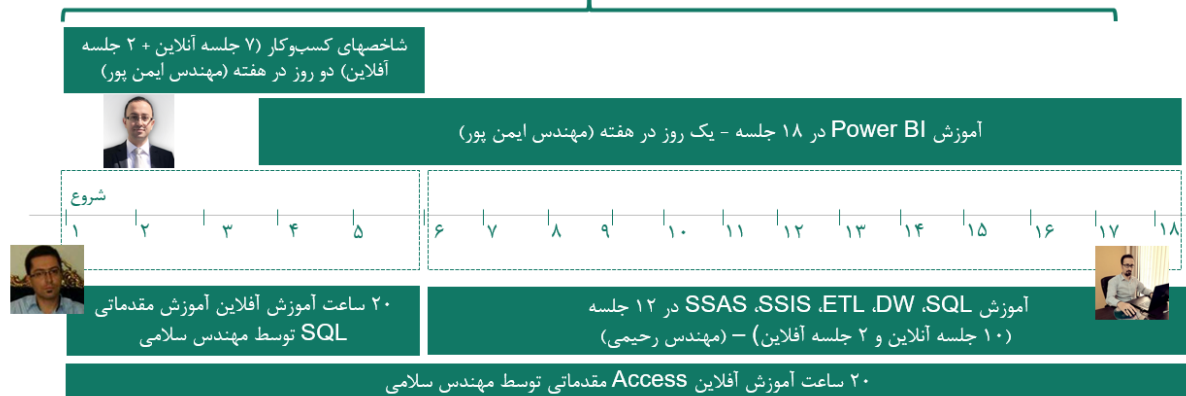 شاخصهای کسب‌وکار (۷ جلسه آنلاین + ۲ جلسه
آفلاین) دو روز در هفته (مهندس ایمن پور)
آموزش Power BI در ۱۸ جلسه - یک روز در هفته (مهندس ایمن پور)
شروع
۱ ۲ ۳ ۴ ۵ ۶ ۷ ۸ ۹ ۱۰ ۱۱ ۱۲ ۱۳ ۱۴ ۱۵ ۱۶ ۱۷ ۱۸
۲۰ ساعت آموزش آفلاین آموزش مقدماتی
SQL توسط مهندس سلامی
آموزش SQL، DW، ETL، SSIS، SSAS در ۱۲ جلسه
(۱۰ جلسه آنلاین و ۲ جلسه آفلاین) – (مهندس رحیمی)
۲۰ ساعت آموزش آفلاین Access مقدماتی توسط مهندس سلامی